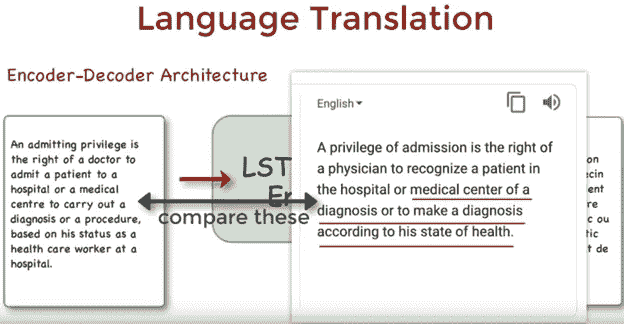 Language Translation
Encoder-Decoder Architecture
An admitting privilege is
the right of a doctor to
admit a patient to a
hospital or a medical
centre to carry out a
diagnosis or a procedure,
based on his status as a
health care worker at a
hospital.
LST
compare these
English
A privilege of admission is the right of
a physician to recognize a patient in
the hospital or medical center of a
diagnosis or to make a diagnosis
according to his state of health.
on
ecin
ent
re
c ou
tic
t de